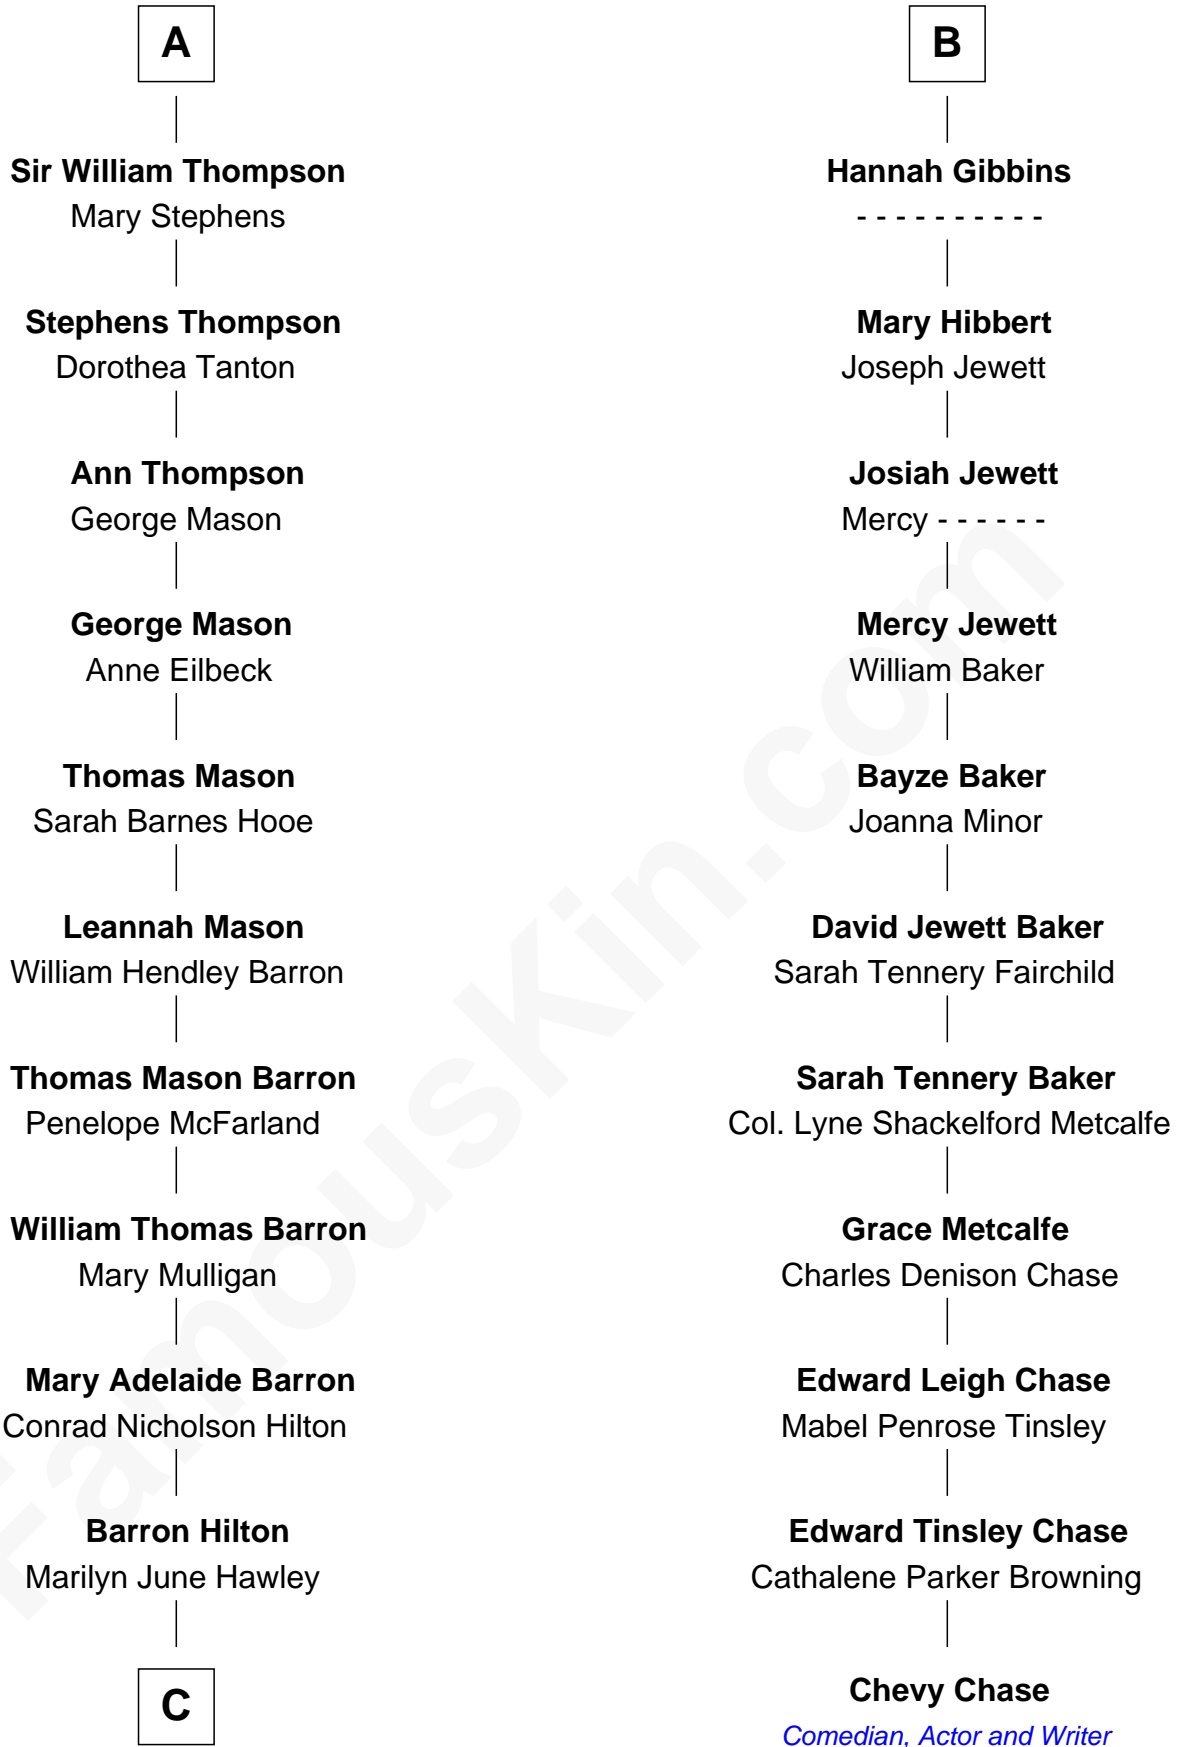 A
Sir William Thompson
Mary Stephens
Stephens Thompson
Dorothea Tanton
Ann Thompson
George Mason
George Mason
Anne Eilbeck
Thomas Mason
Sarah Barnes Hooe
Leannah Mason
William Hendley Barron
Thomas Mason Barron
Penelope McFarland
William Thomas Barron
Mary Mulligan
Mary Adelaide Barron
Conrad Nicholson Hilton
Barron Hilton
Marilyn June Hawley
C
B
Hannah Gibbins
- - - - - - - - - -
Mary Hibbert
Joseph Jewett
Josiah Jewett
Mercy - - - - - -
Mercy Jewett
William Baker
Bayze Baker
Joanna Minor
David Jewett Baker
Sarah Tennery Fairchild
Sarah Tennery Baker
Col. Lyne Shackelford Metcalfe
Grace Metcalfe
Charles Denison Chase
Edward Leigh Chase
Mabel Penrose Tinsley
Edward Tinsley Chase
Cathalene Parker Browning
Chevy Chase
Comedian, Actor and Writer
FamousKin.com